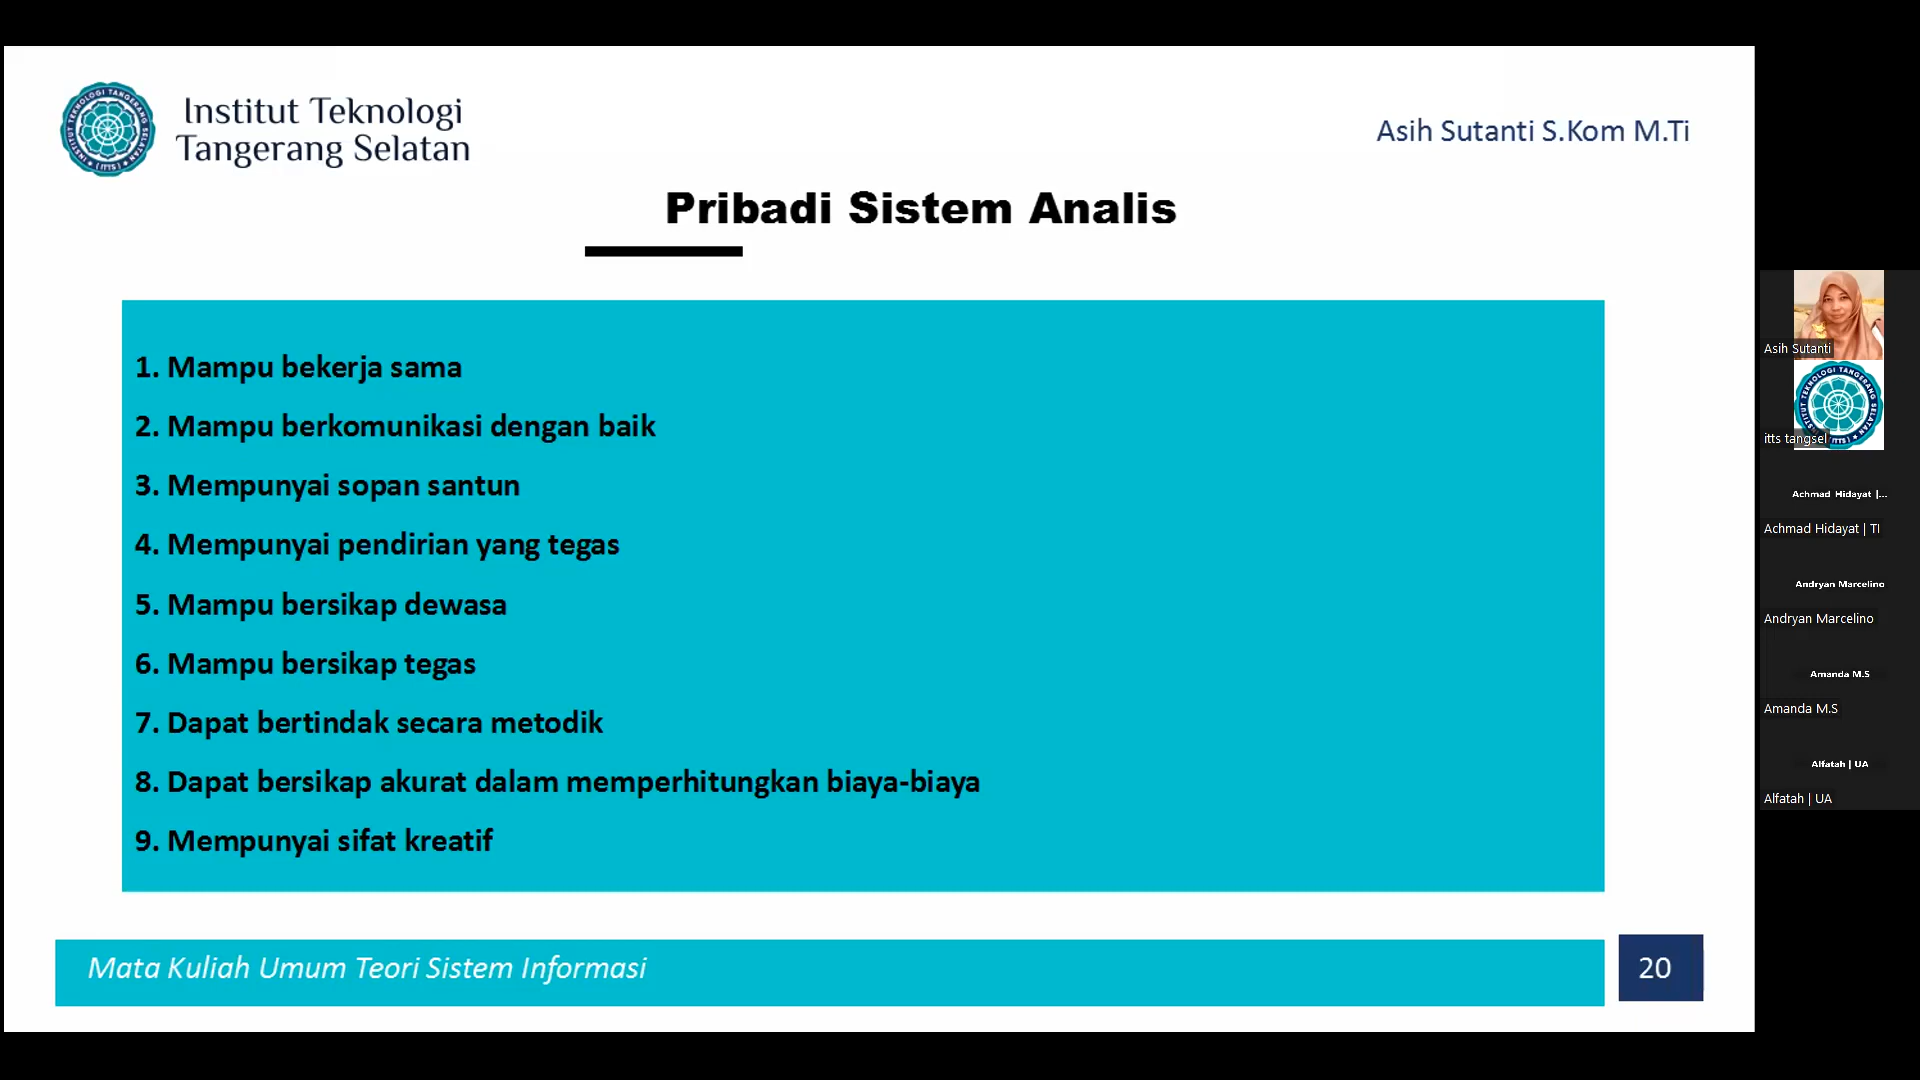 Institut Teknologi
Tangerang Selatan
Asih Sutanti S.Kom M.Ti
Pribadi Sistem Analis
1. Mampu bekerja sama
2. Mampu berkomunikasi dengan baik
3. Mempunyai sopan santun
4. Mempunyai pendirian yang tegas
5. Mampu bersikap dewasa
6. Mampu bersikap tegas
7. Dapat bertindak secara metodik
8. Dapat bersikap akurat dalam memperhitungkan biaya-biaya
9. Mempunyai sifat kreatif
Mata Kuliah Umum Teori Sistem Informasi
20
Asih Sutanti
itts tangsel
Achmad Hidayat |...
Achmad Hidayat | TI
Andryan Marcelino
Andryan Marcelino
Amanda M.S
Amanda M.S
Alfatah | UA
Alfatah | UA